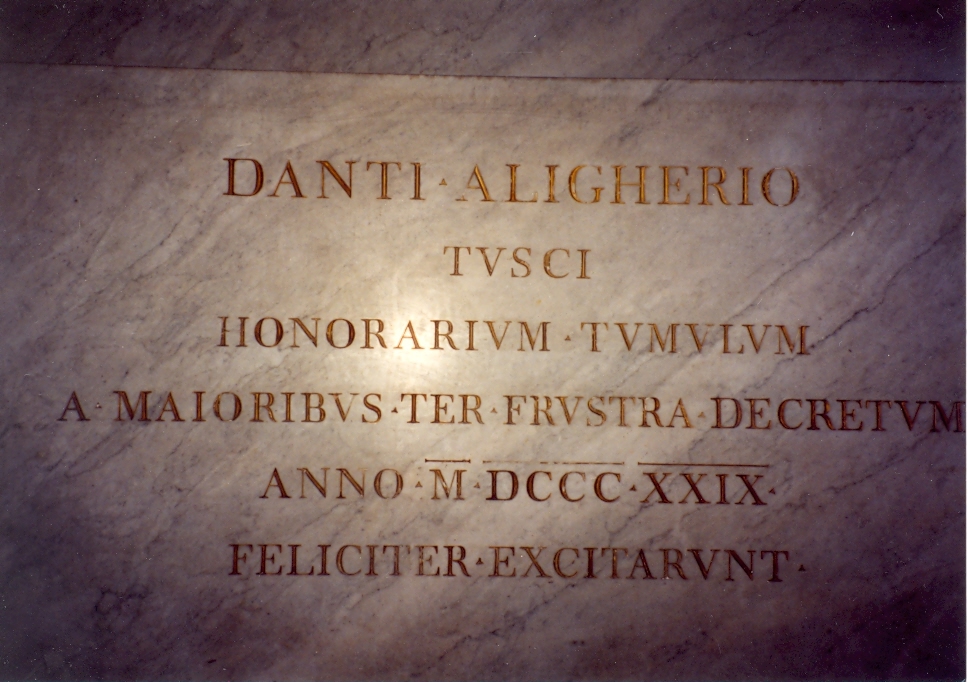 DANTI · ALIGHERIO
TVSCI
HONORARIVM · TVMVLVM
A · MAIORIBVS · TER · FRVSTRA · DECRETVM
ANNO · M · DCCC · XXIX ·
FELICITER · EXCITARVNT ·